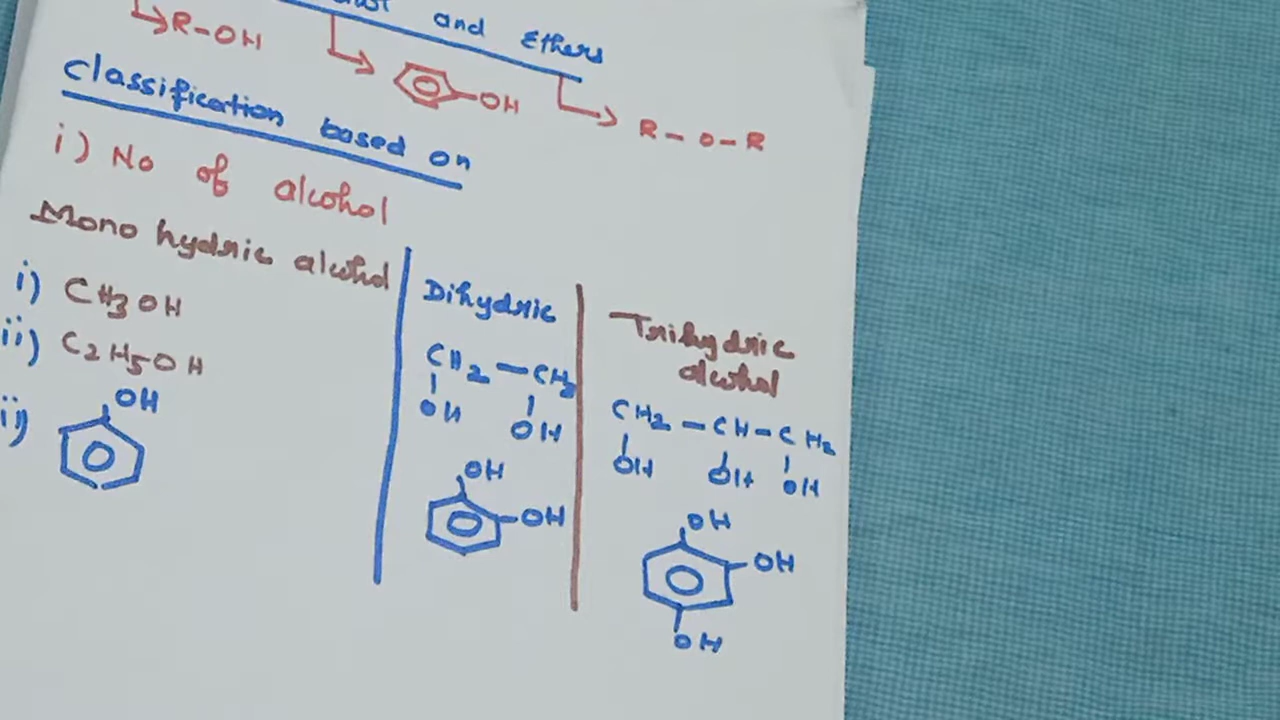 and Ethers
R-OH
OH
R-O-R
Classification based on
i) No of alcohol
Mono hydric alcohol
i) CH3OH
ii) C2H5OH
OH
Dihydric
CH2-CH2
OH OH
OH
OH
Trihydric
alcohol
CH2-CH-CH2
OH OH OH
OH
OH
OH